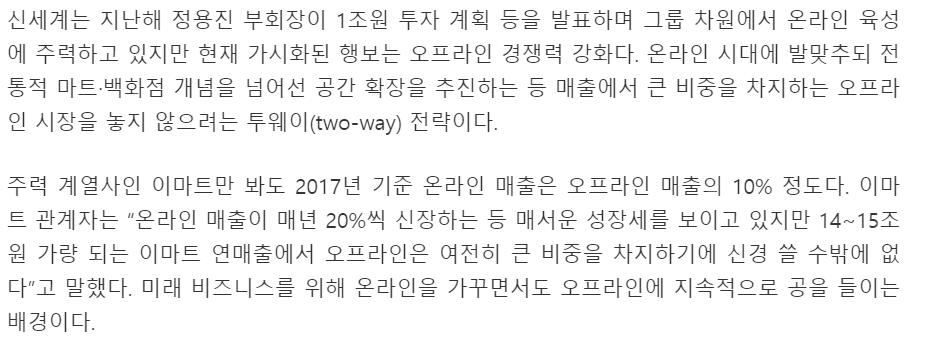 신세계는 지난해 정용진 부회장이 1조원 투자 계획 등을 발표하며 그룹 차원에서 온라인 육성
에 주력하고 있지만 현재 가시화된 행보는 오프라인 경쟁력 강화다. 온라인 시대에 발맞추되 전
통적 마트·백화점 개념을 넘어선 공간 확장을 추진하는 등 매출에서 큰 비중을 차지하는 오프라
인 시장을 놓지 않으려는 투웨이(two-way) 전략이다.
주력 계열사인 이마트만 봐도 2017년 기준 온라인 매출은 오프라인 매출의 10% 정도다. 이마
트 관계자는 “온라인 매출이 매년 20%씩 신장하는 등 매서운 성장세를 보이고 있지만 14~15조
원 가량 되는 이마트 연매출에서 오프라인은 여전히 큰 비중을 차지하기에 신경 쓸 수밖에 없
다”고 말했다. 미래 비즈니스를 위해 온라인을 가꾸면서도 오프라인에 지속적으로 공을 들이는
배경이다.